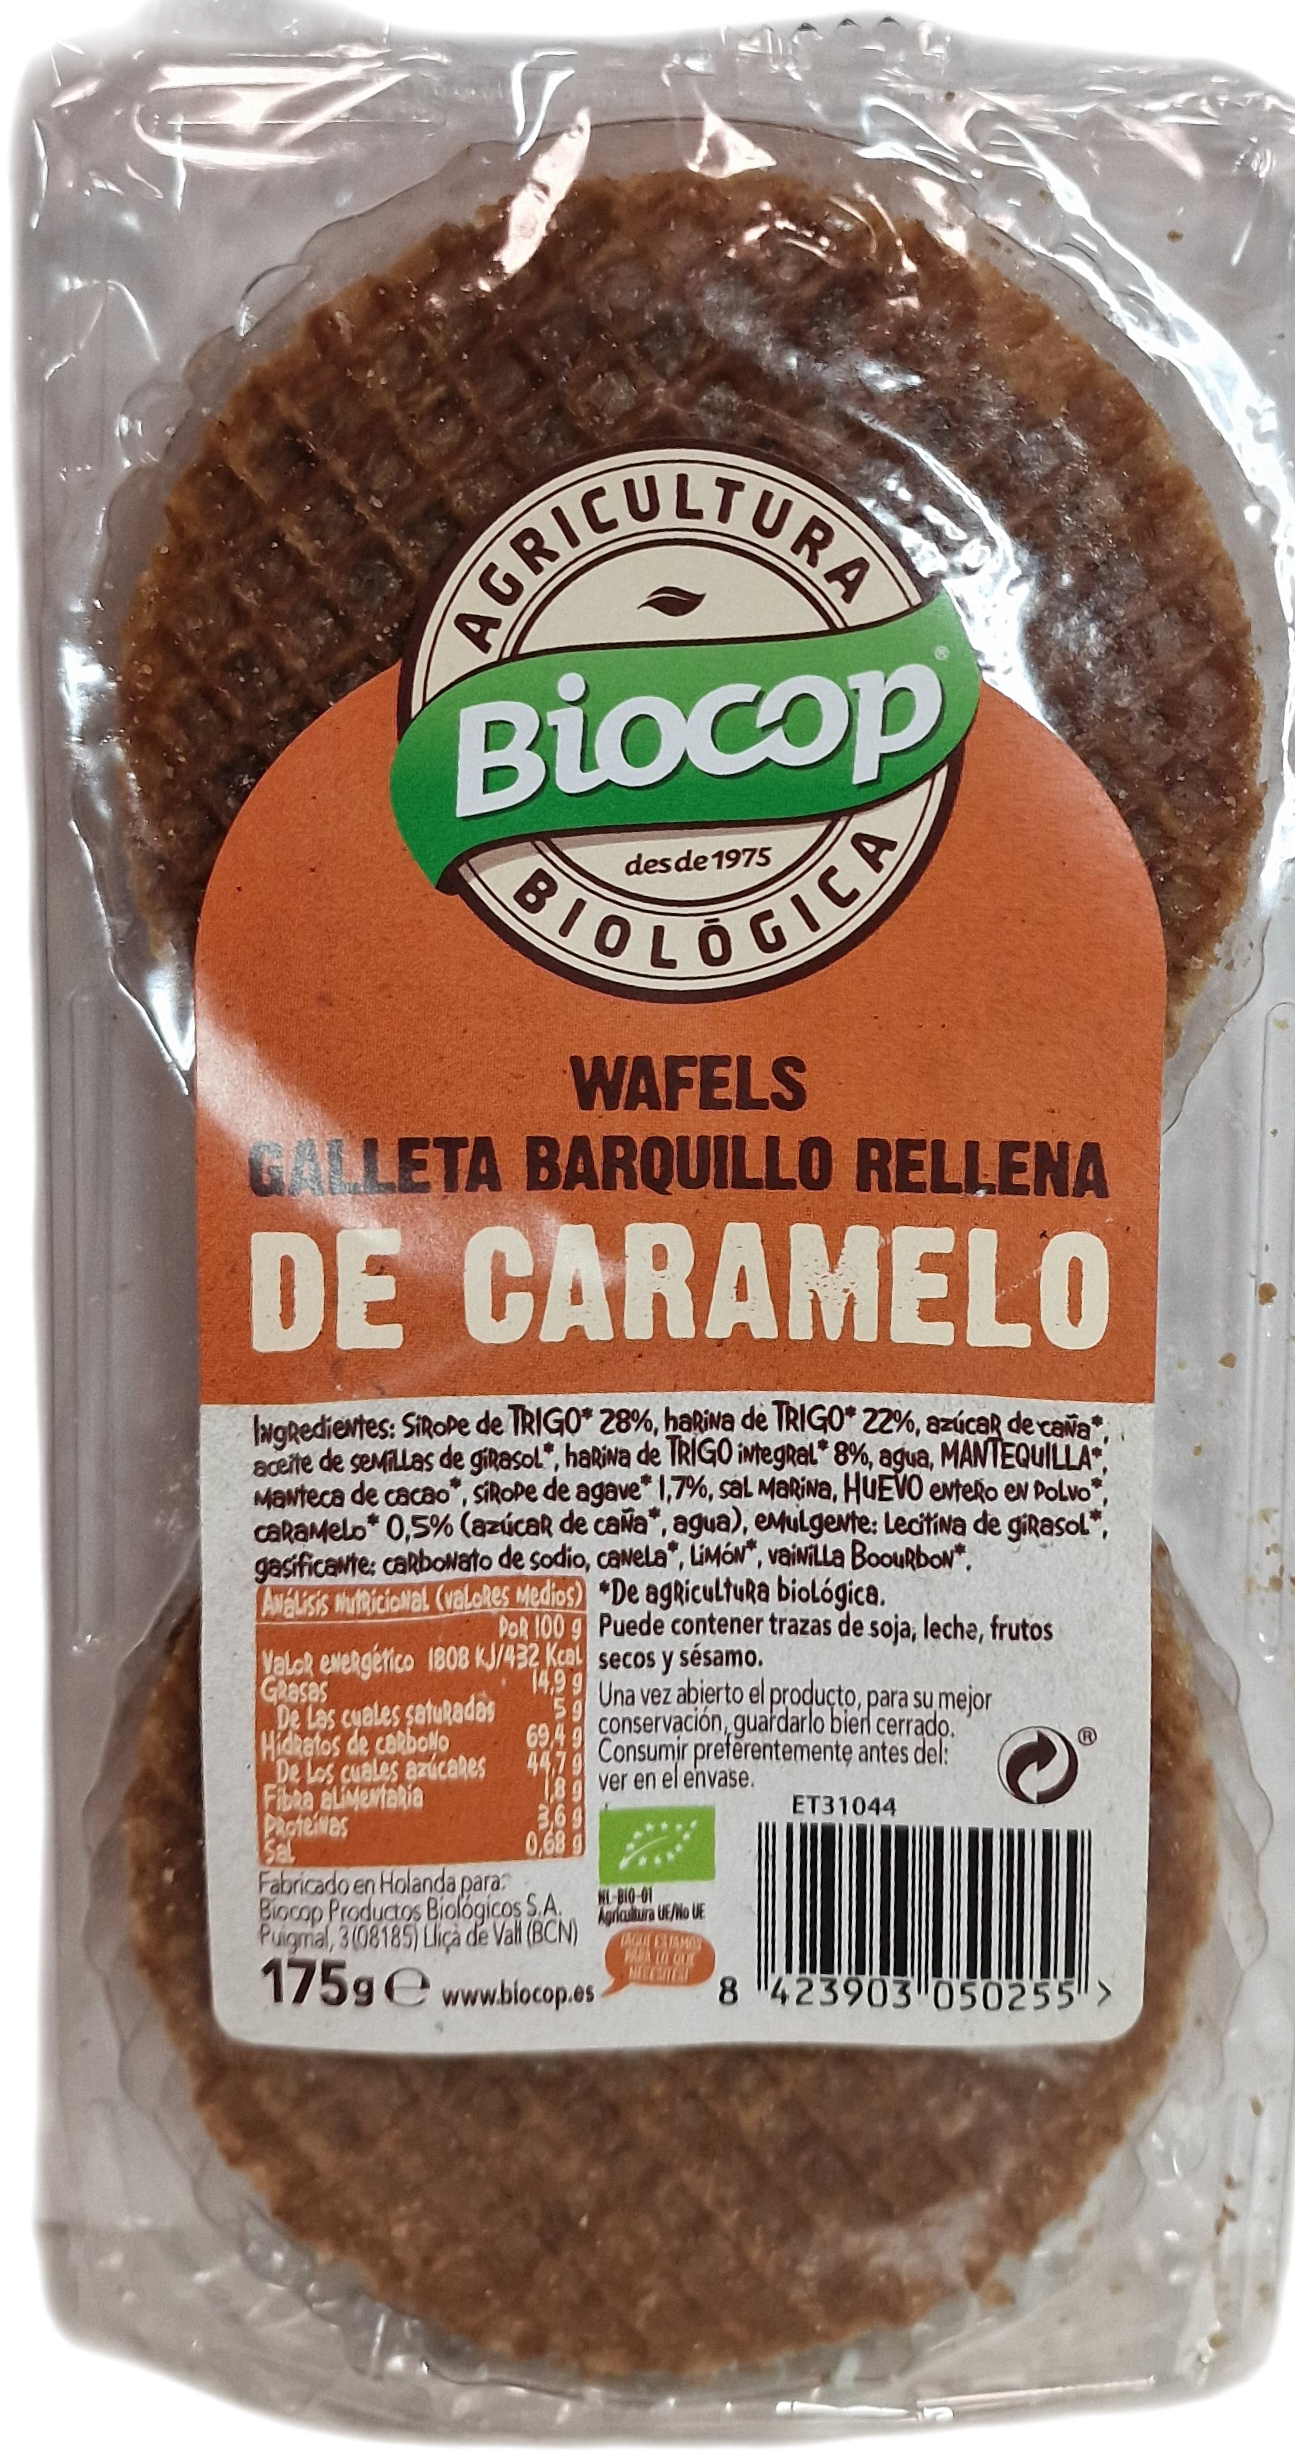 AGRICULTURA
Biocop®
desde 1975
BIOLÓGICA
WAFELS
GALLETA BARQUILLO RELLENA
DE CARAMELO
Ingredientes: Sirope de TRIGO* 28%, harina de TRIGO* 22%, azúcar de caña*,
aceite de semillas de girasol*, harina de TRIGO integral* 8%, agua, MANTEQUILLA*,
manteca de cacao*, sirope de agave* 1,7%, sal marina, HUEVO entero en polvo*,
caramelo* 0,5% (azúcar de caña*, agua), emulgente: lecitina de girasol*,
gasificante: carbonato de sodio, canela*, limón*, vainilla Boourbon*.
*De agricultura biológica.
Puede contener trazas de soja, leche, frutos
secos y sésamo.
Una vez abierto el producto, para su mejor
conservación, guardarlo bien cerrado.
Consumir preferentemente antes del:
ver en el envase.
Análisis nutricional (valores medios)
Por 100 g
Valor energético 1808 KJ/432 Kcal
Grasas 14,9 g
De las cuales saturadas 5 g
Hidratos de carbono 69,4 g
De los cuales azúcares 44,7 g
Fibra alimentaria 1,8 g
Proteínas 3,6 g
Sal 0,68 g
Fabricado en Holanda para:
Biocop Productos Biológicos S.A.
Puigmal, 3 (08185) Lliçà de Vall (BCN)
175g e www.biocop.es
NL-BIO-01
Agricultura UE/No UE
¡AQUÍ ESTAMOS
PARA LO QUE
NECESITES!
®
ET31044
8 423903 050255 >